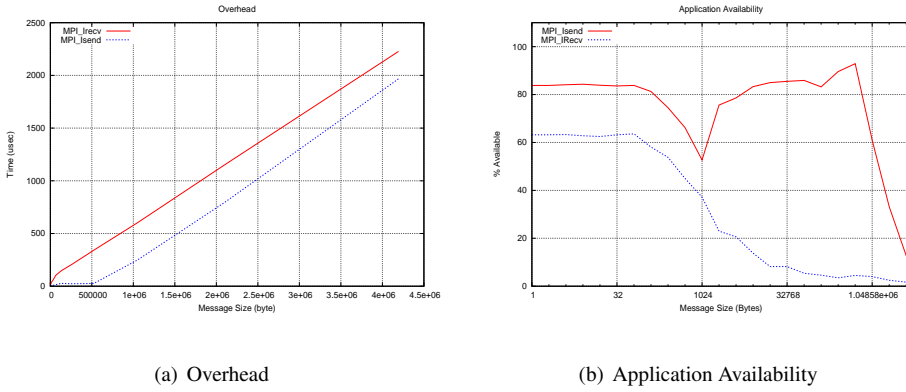 Overhead
2500
2000
1500
1000
500
0
MPI_Irecv
MPI_Isend
Time (usec)
0 500000 1e+06 1.5e+06 2e+06 2.5e+06 3e+06 3.5e+06 4e+06 4.5e+06
Message Size (byte)
(a) Overhead
Application Availability
100
80
60
40
20
0
MPI_Isend
MPI_IRecv
% Available
1 32 1024 32768 1.04858e+06
Message Size (Bytes)
(b) Application Availability